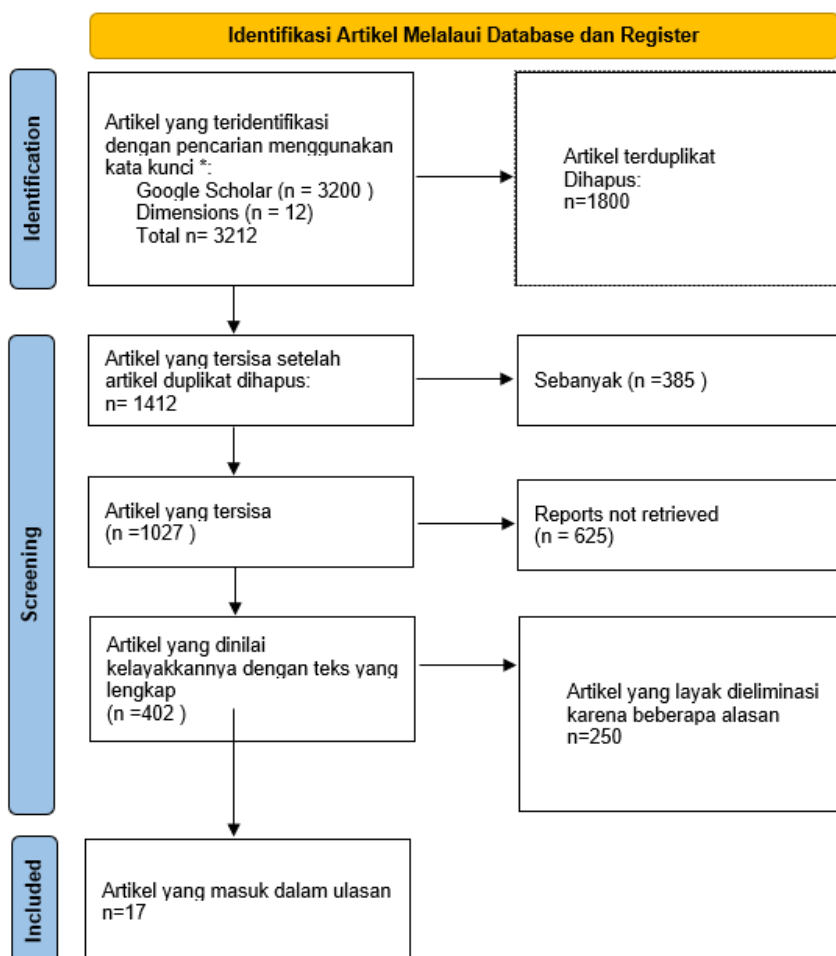 Identifikasi Artikel Melalaui Database dan Register
Identification
Artikel yang teridentifikasi
dengan pencarian menggunakan
kata kunci *:
Google Scholar (n = 3200 )
Dimensions (n = 12)
Total n= 3212
Artikel terduplikat
Dihapus:
n=1800
Screening
Artikel yang tersisa setelah
artikel duplikat dihapus:
n= 1412
Sebanyak (n =385 )
Artikel yang tersisa
(n =1027 )
Reports not retrieved
(n = 625)
Artikel yang dinilai
kelayakkannya dengan teks yang
lengkap
(n =402 )
Artikel yang layak dieliminasi
karena beberapa alasan
n=250
Included
Artikel yang masuk dalam ulasan
n=17